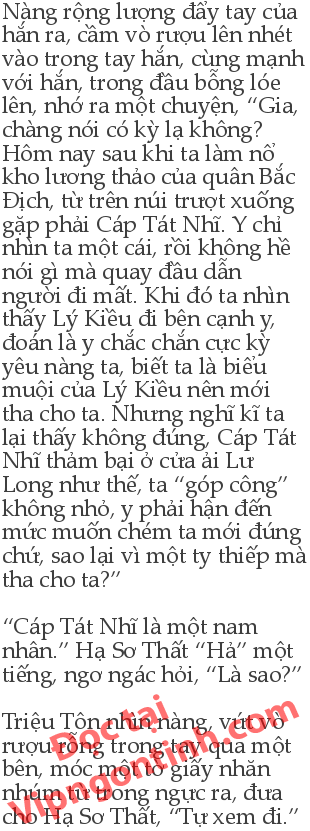 Nàng rộng lượng đẩy tay của
hắn ra, cầm vò rượu lên nhét
vào trong tay hắn, cùng mạnh
với hắn, trong đầu bỗng lóe
lên, nhớ ra một chuyện, “Gia,
chàng nói có kỳ lạ không?
Hôm nay sau khi ta làm nổ
kho lương thảo của quân Bắc
Địch, từ trên núi trượt xuống
gặp phải Cáp Tát Nhĩ. Y chỉ
nhìn ta một cái, rồi không hề
nói gì mà quay đầu dẫn
người đi mất. Khi đó ta nhìn
thấy Lý Kiều đi bên cạnh y,
đoán là y chắc chắn cực kỳ
yêu nàng ta, biết ta là biểu
muội của Lý Kiều nên mới
tha cho ta. Nhưng nghĩ kĩ ta
lại thấy không đúng, Cáp Tát
Nhĩ thảm bại ở cửa ải Lư
Long như thế, ta “góp công”
không nhỏ, y phải hận đến
mức muốn chém ta mới đúng
chứ, sao lại vì một ty thiếp mà
tha cho ta?”
“Cáp Tát Nhĩ là một nam
nhân.” Hạ Sơ Thất “Hả” một
tiếng, ngơ ngác hỏi, “Là sao?”
Triệu Tôn nhìn nàng, vứt vò
rượu rỗng trong tay qua một
bên, móc một tờ giấy nhăn
nhúm từ trong ngực ra, đưa
cho Hạ Sơ Thất, “Tự xem đi.”
Đọc tại
Vipngontinh.com